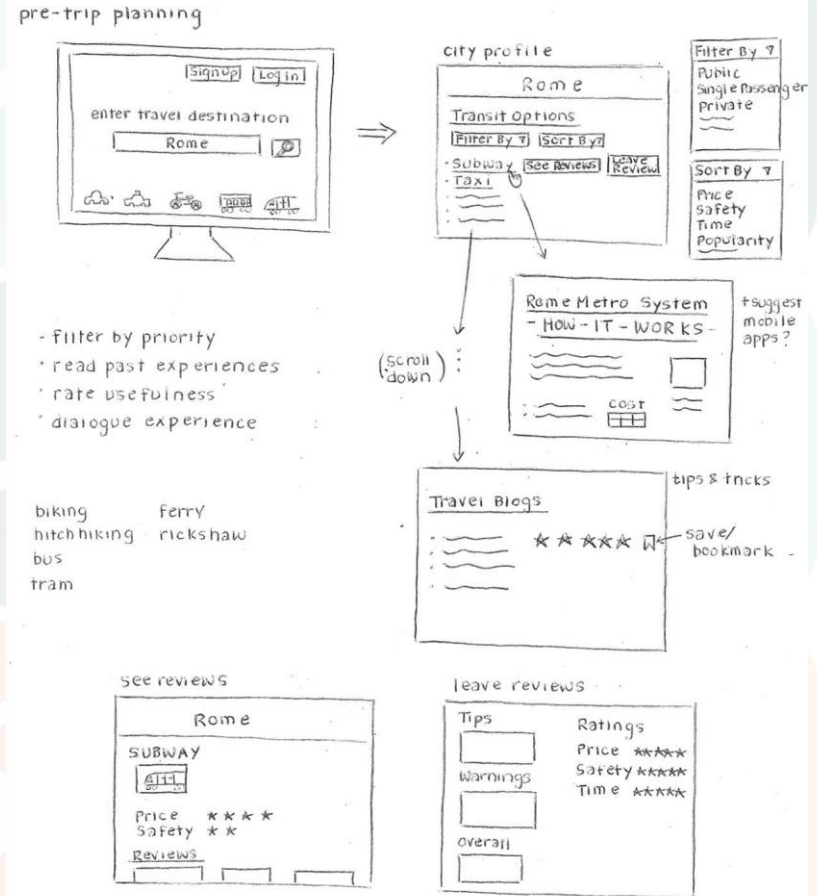 pre-trip planning
Sign Up
Log in
enter travel destination
Rome
city profile
Rome
Transit Options
Filter By
Sort By
Subway
See Reviews
Leave Review
Taxi
Filter By
Public
Single Passenger
Private
Sort By
Price
Safety
Time
Popularity
- filter by priority
· read past experiences
· rate usefulness
· dialogue experience
(scroll down)
Rome Metro System
- HOW - IT - WORKS -
COST
+ suggest
mobile
apps?
biking
ferry
hitchhiking
rickshaw
bus
tram
Travel Blogs
tips & tricks
save/
bookmark
see reviews
Rome
SUBWAY
Price
Safety
Reviews
leave reviews
Tips
Warnings
Overall
Ratings
Price
Safety
Time